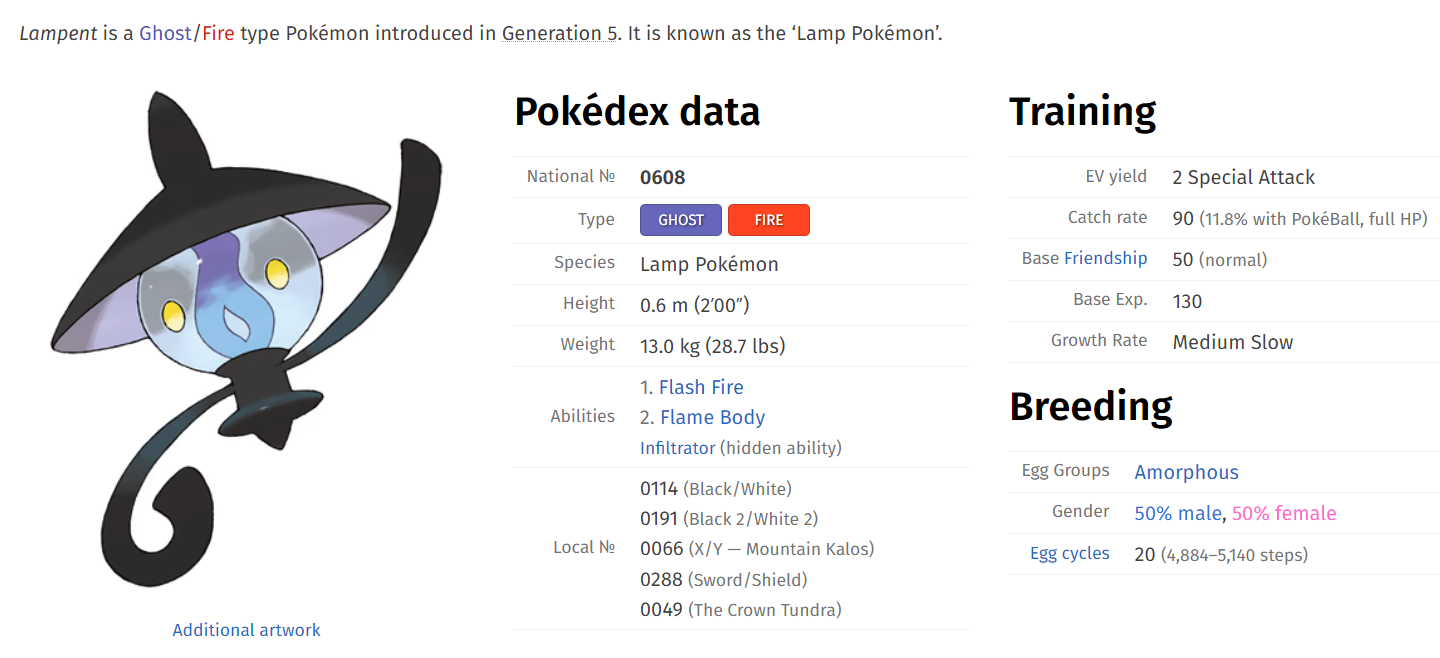 Lampent is a Ghost/Fire type Pokémon introduced in Generation 5. It is known as the ‘Lamp Pokémon’.
Additional artwork
Pokédex data
National № 0608
Type GHOST FIRE
Species Lamp Pokémon
Height 0.6 m (2′00″)
Weight 13.0 kg (28.7 lbs)
Abilities
1. Flash Fire
2. Flame Body
Infiltrator (hidden ability)
Local №
0114 (Black/White)
0191 (Black 2/White 2)
0066 (X/Y — Mountain Kalos)
0288 (Sword/Shield)
0049 (The Crown Tundra)
Training
EV yield 2 Special Attack
Catch rate 90 (11.8% with PokéBall, full HP)
Base Friendship 50 (normal)
Base Exp. 130
Growth Rate Medium Slow
Breeding
Egg Groups Amorphous
Gender 50% male, 50% female
Egg cycles 20 (4,884–5,140 steps)